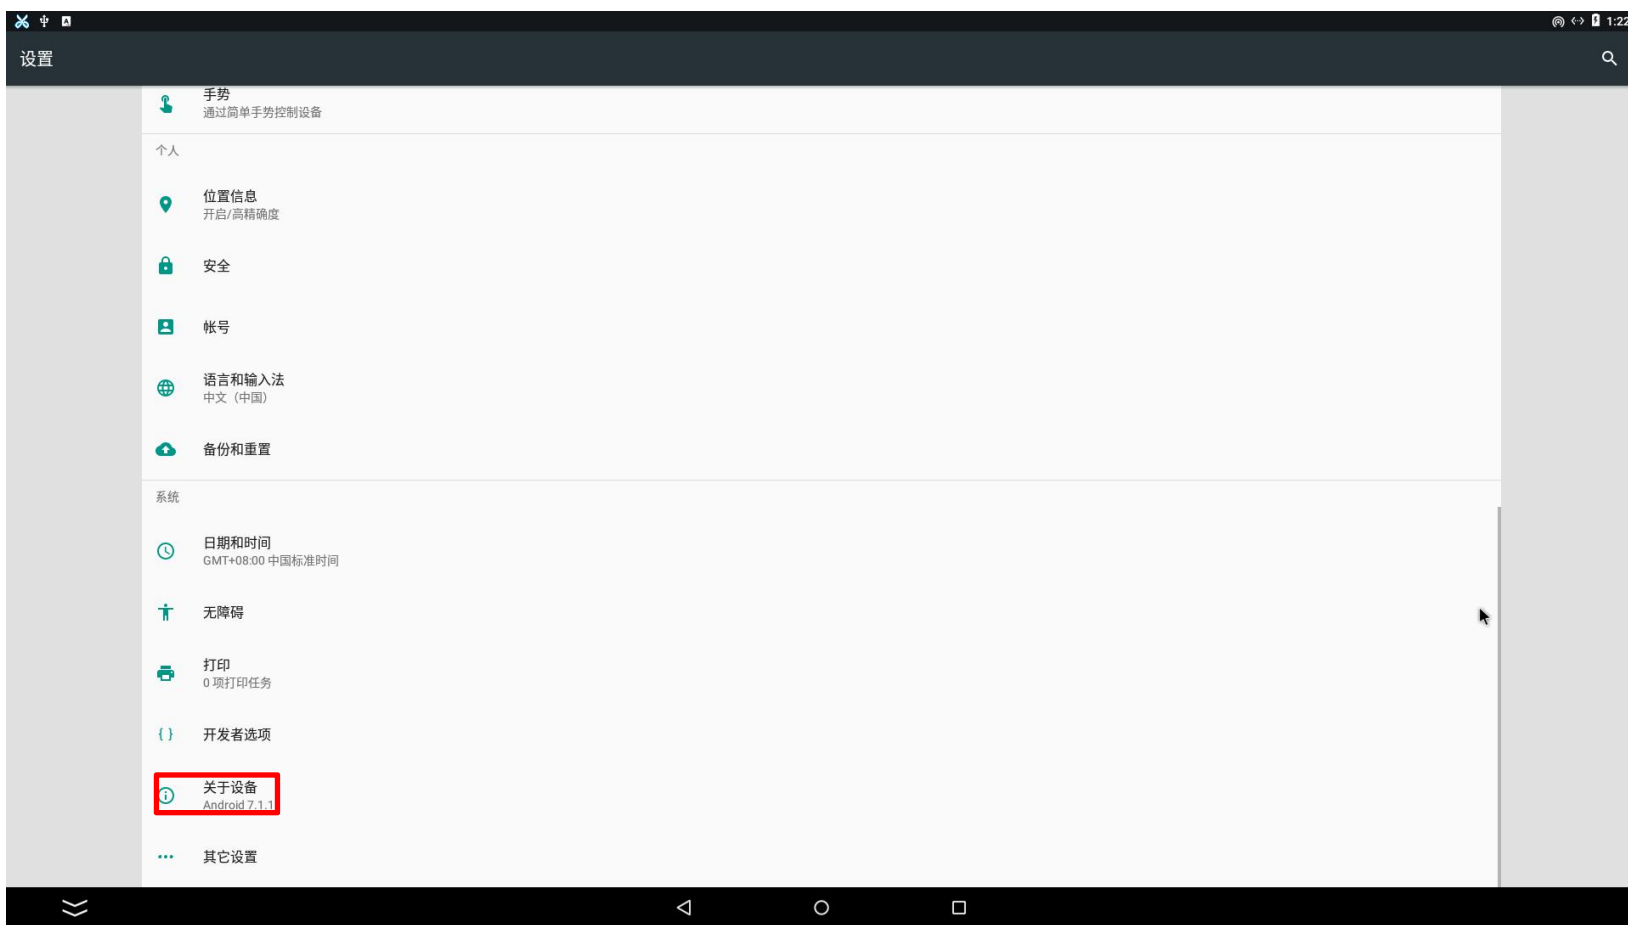 1:22
设置
手势
通过简单手势控制设备
个人
位置信息
开启/高精确度
安全
帐号
语言和输入法
中文（中国）
备份和重置
系统
日期和时间
GMT+08:00 中国标准时间
无障碍
打印
0 项打印任务
{ } 开发者选项
关于设备
Android 7.1.1
其它设置